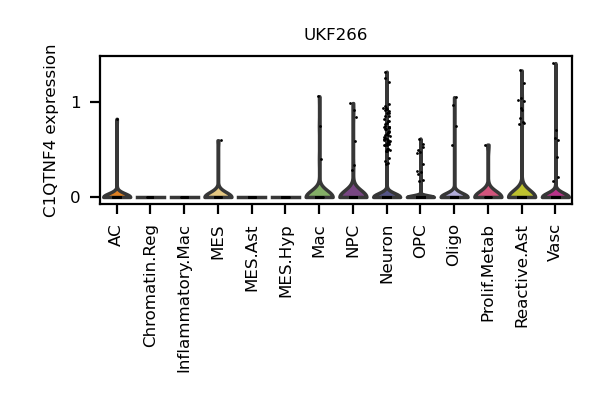 UKF266
C1QTNF4 expression
1
0
AC
Chromatin.Reg
Inflammatory.Mac
MES
MES.Ast
MES.Hyp
Mac
NPC
Neuron
OPC
Oligo
Prolif.Metab
Reactive.Ast
Vasc